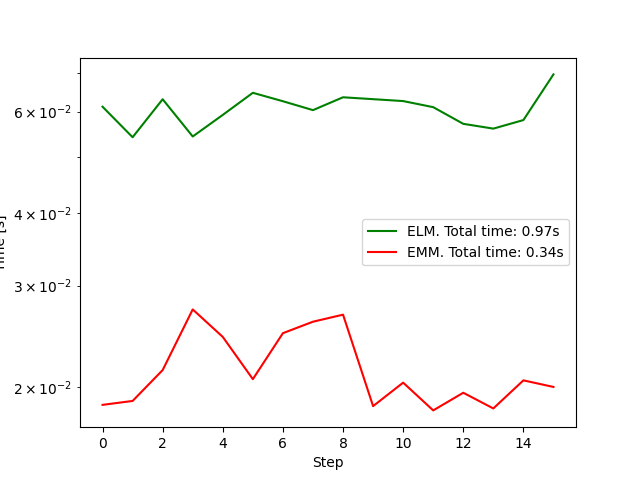 6 × 10⁻²
4 × 10⁻²
3 × 10⁻²
2 × 10⁻²
[s]
ELM. Total time: 0.97s
EMM. Total time: 0.34s
0 2 4 6 8 10 12 14
Step